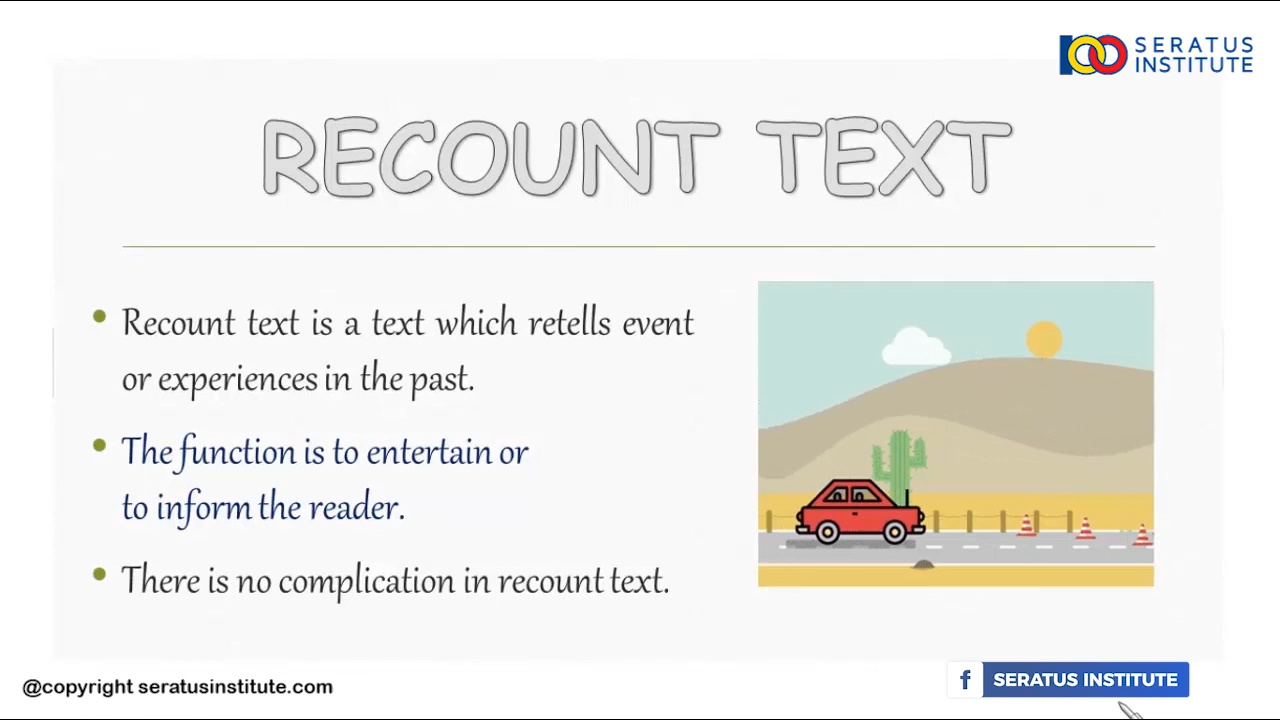 SERATUS
INSTITUTE
RECOUNT TEXT
Recount text is a text which retells event
or experiences in the past.
The function is to entertain or
to inform the reader.
There is no complication in recount text.
@copyright seratusinstitute.com
f SERATUS INSTITUTE